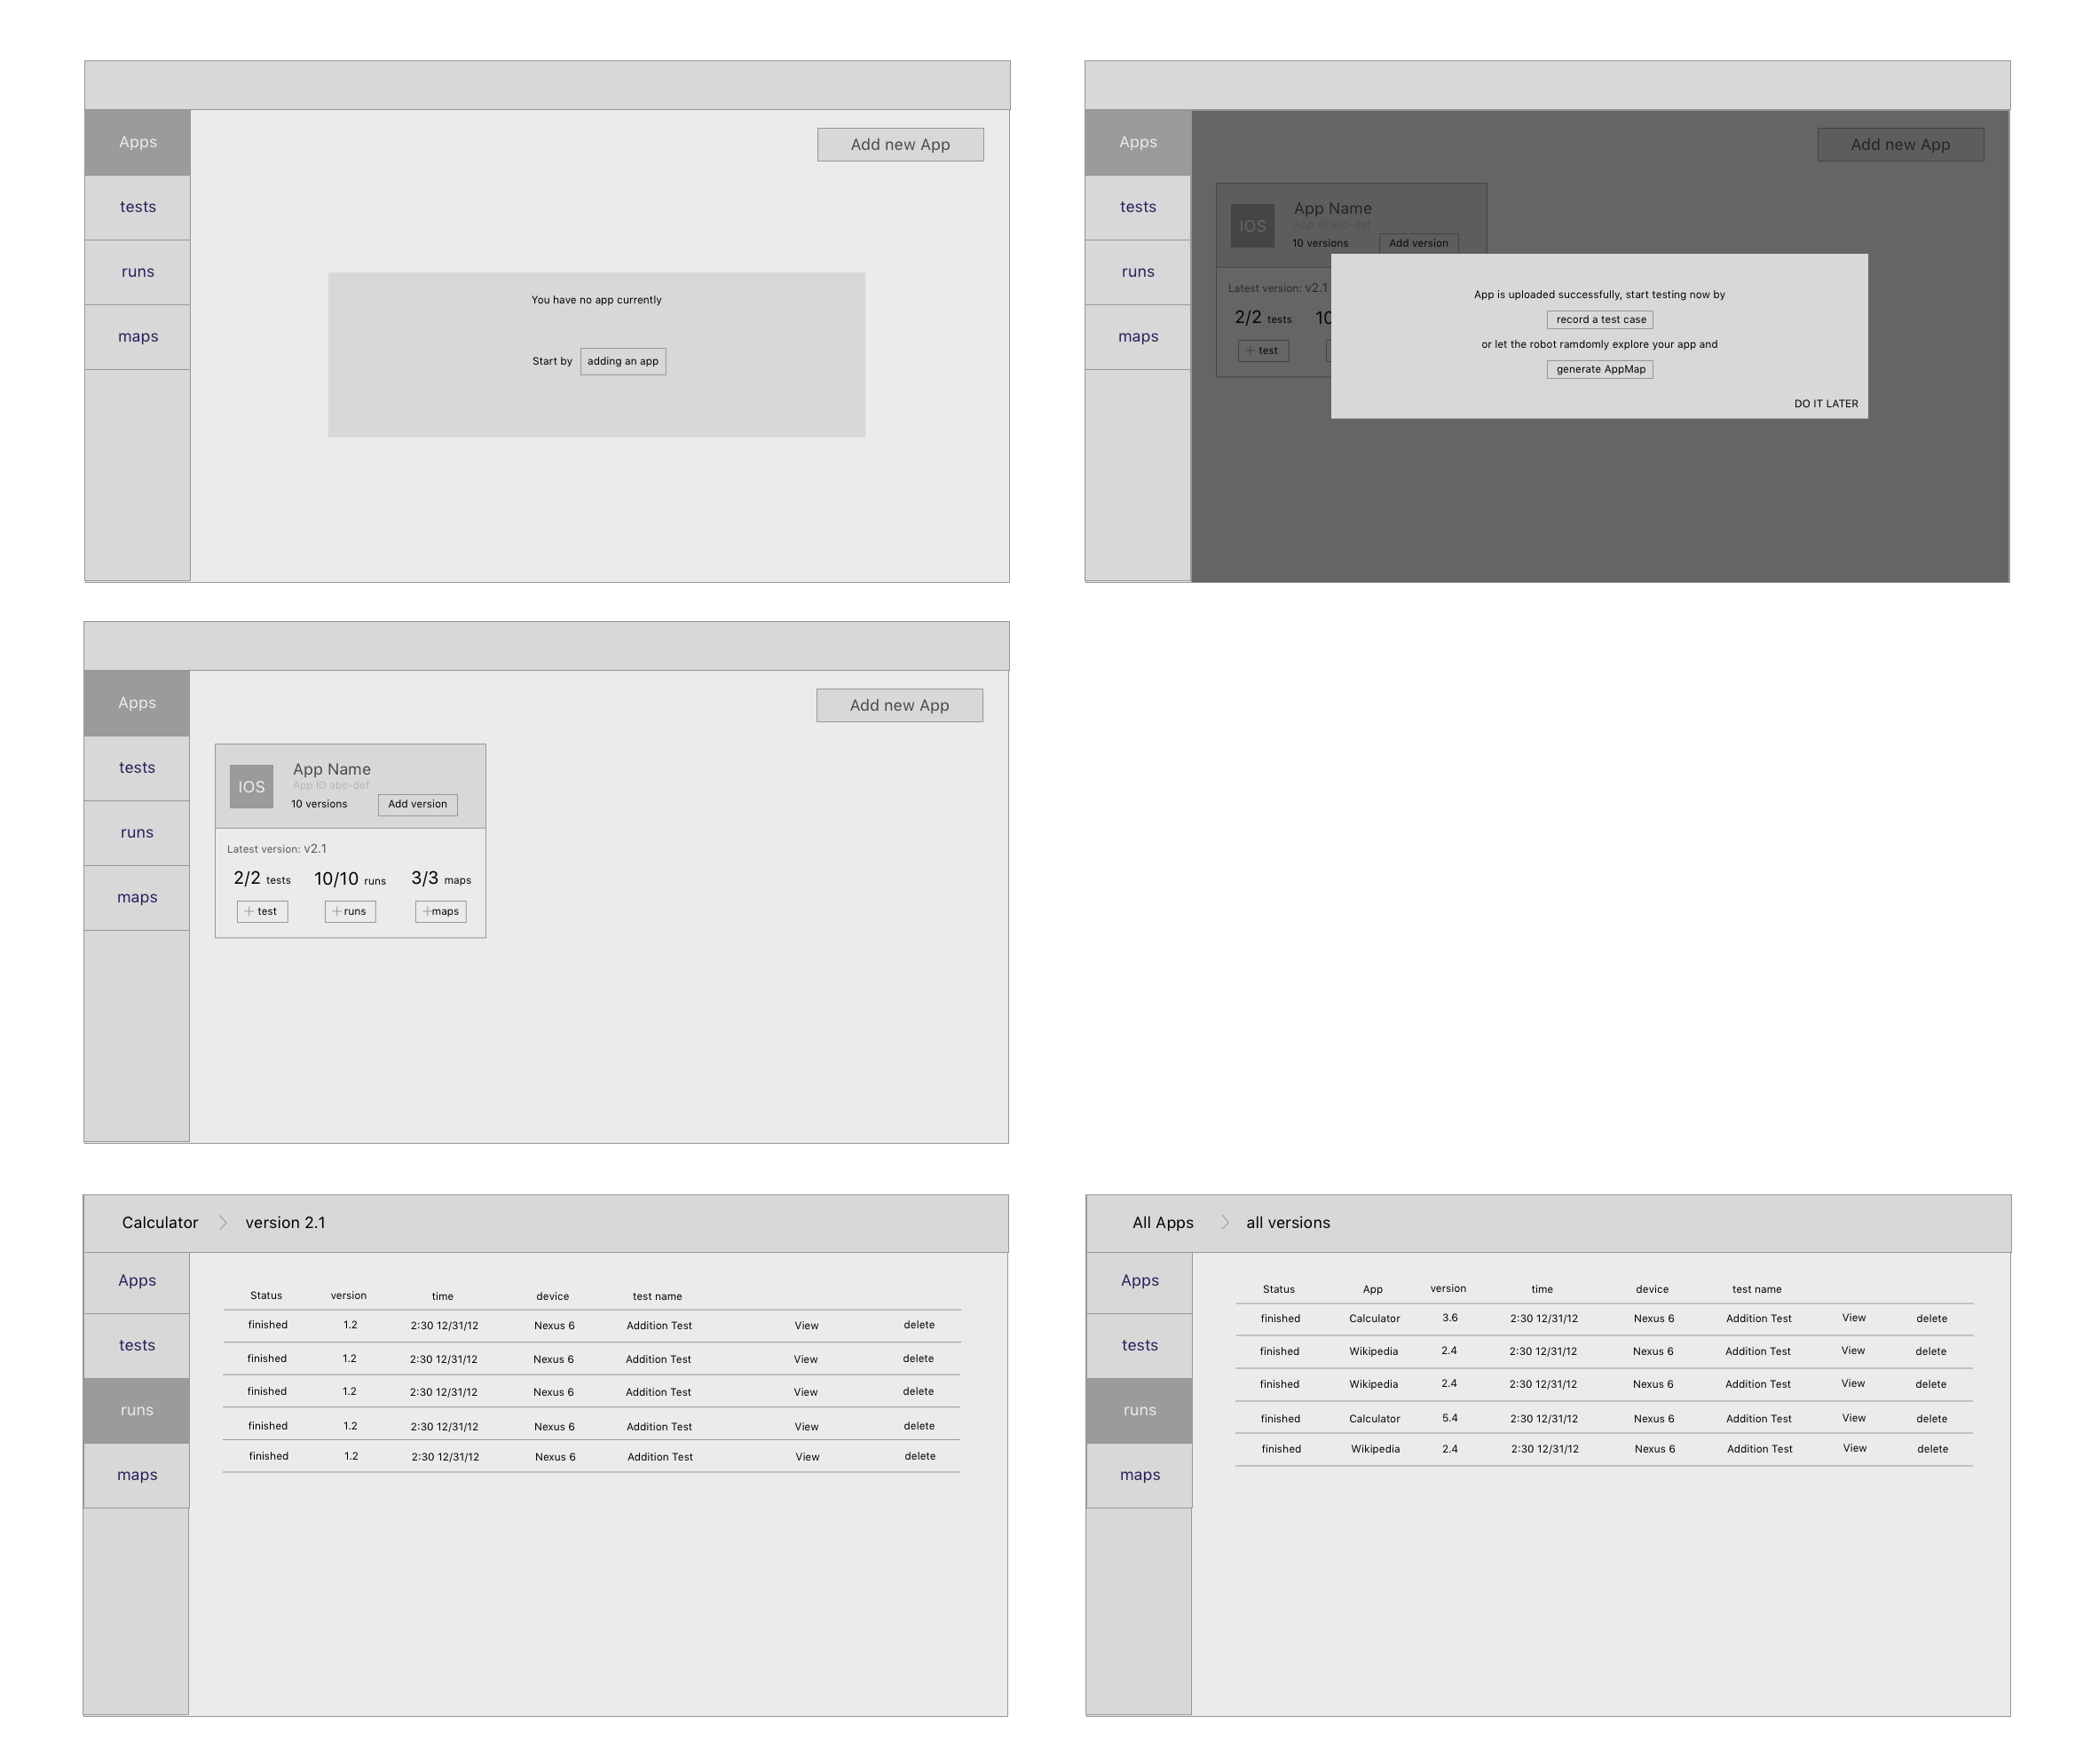 Apps
tests
runs
maps
Add new App
You have no app currently
Start by adding an app
Apps
tests
runs
maps
Add new App
IOS
App Name
App ID abc-def
10 versions Add version
Latest version: v2.1
2/2 tests 10
+ test
App is uploaded successfully, start testing now by
record a test case
or let the robot ramdomly explore your app and
generate AppMap
DO IT LATER
Apps
tests
runs
maps
Add new App
IOS
App Name
App ID abc-def
10 versions Add version
Latest version: v2.1
2/2 tests 10/10 runs 3/3 maps
+ test +runs +maps
Calculator > version 2.1
Apps
tests
runs
maps
Status version time device test name
finished 1.2 2:30 12/31/12 Nexus 6 Addition Test View delete
finished 1.2 2:30 12/31/12 Nexus 6 Addition Test View delete
finished 1.2 2:30 12/31/12 Nexus 6 Addition Test View delete
finished 1.2 2:30 12/31/12 Nexus 6 Addition Test View delete
finished 1.2 2:30 12/31/12 Nexus 6 Addition Test View delete
All Apps > all versions
Apps
tests
runs
maps
Status App version time device test name
finished Calculator 3.6 2:30 12/31/12 Nexus 6 Addition Test View delete
finished Wikipedia 2.4 2:30 12/31/12 Nexus 6 Addition Test View delete
finished Wikipedia 2.4 2:30 12/31/12 Nexus 6 Addition Test View delete
finished Calculator 5.4 2:30 12/31/12 Nexus 6 Addition Test View delete
finished Wikipedia 2.4 2:30 12/31/12 Nexus 6 Addition Test View delete